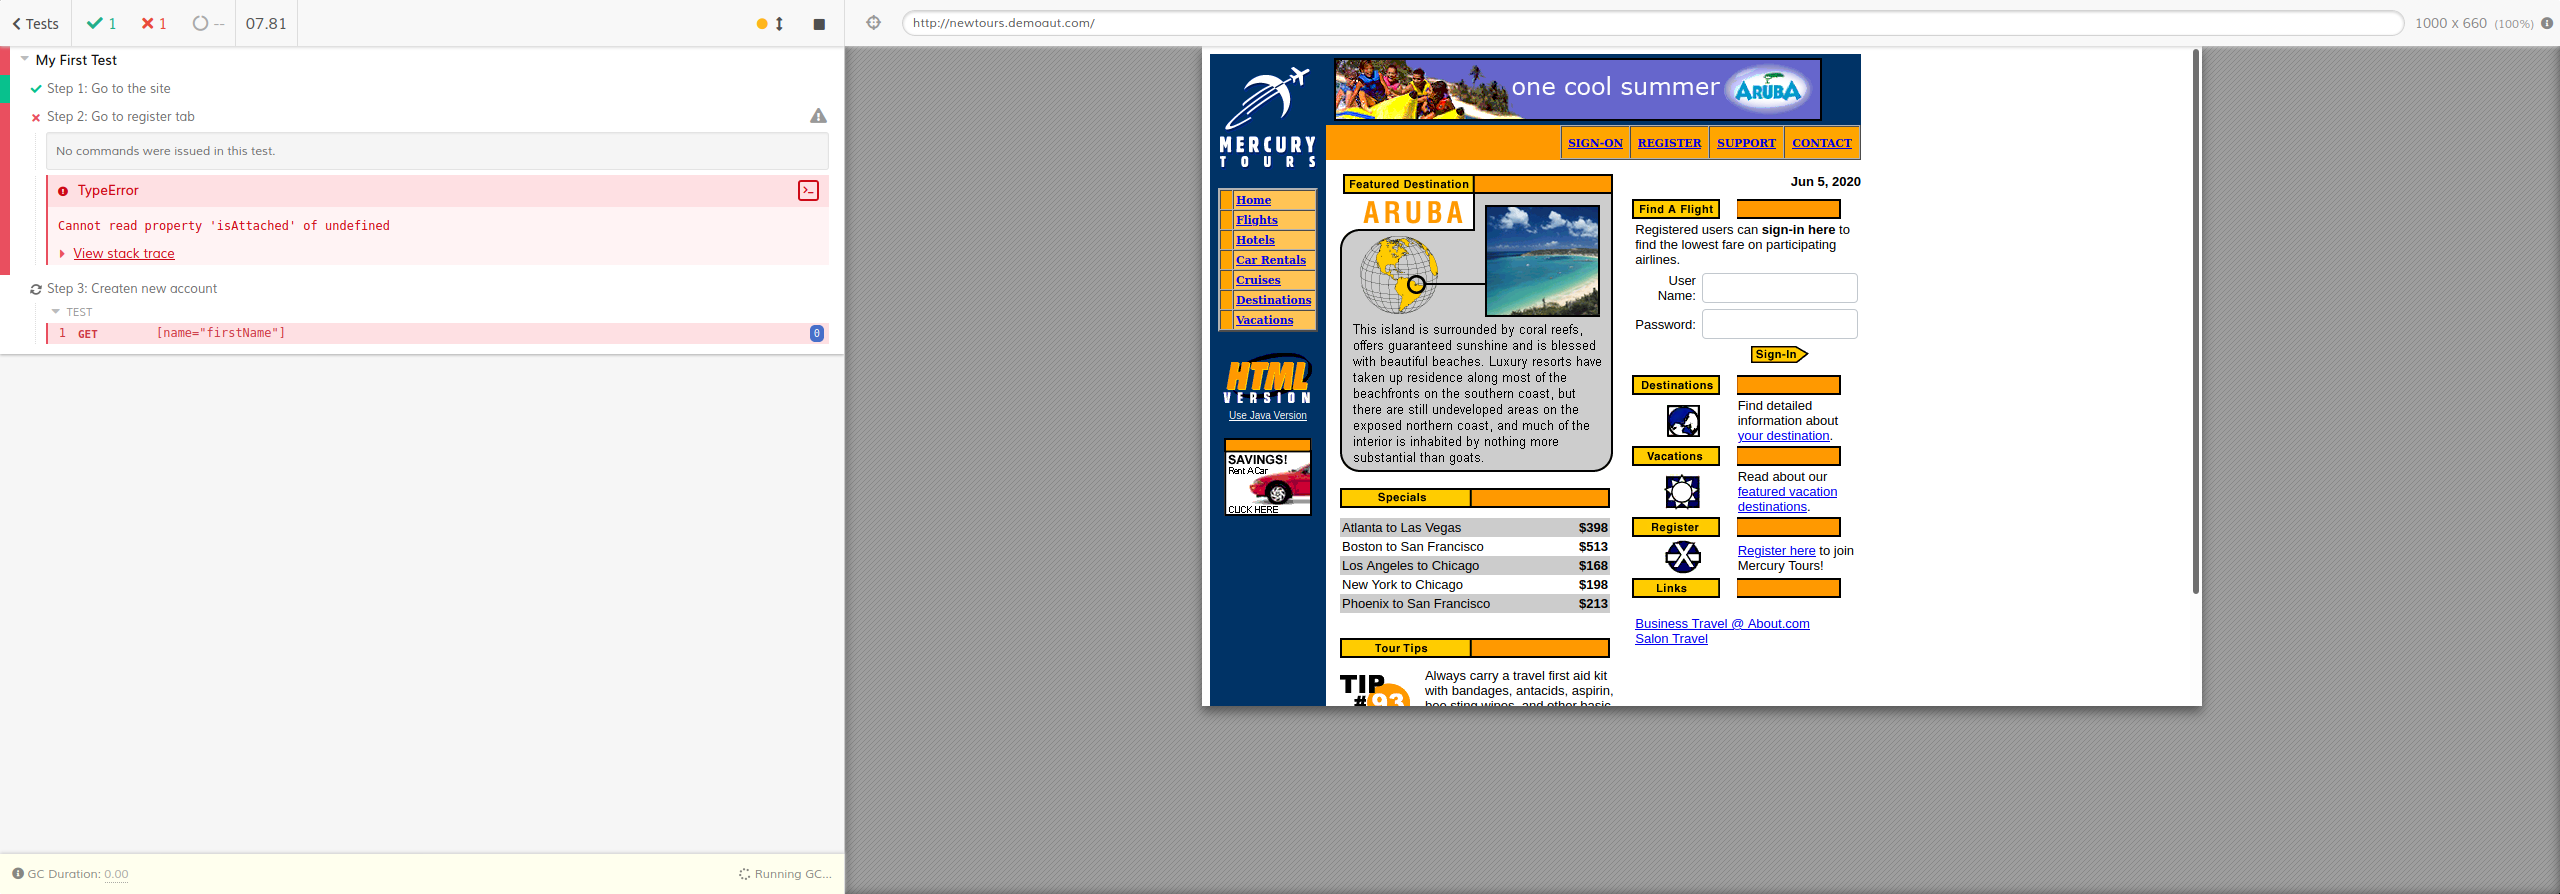 Tests
1
1
--
07.81
http://newtours.demoaut.com/
1000 x 660 (100%)
My First Test
Step 1: Go to the site
Step 2: Go to register tab
No commands were issued in this test.
TypeError
Cannot read property 'isAttached' of undefined
View stack trace
Step 3: Createn new account
TEST
1 GET [name="firstName"] 0
GC Duration: 0.00
Running GC...
MERCURY
TOURS
one cool summer
ARUBA
SIGN-ON
REGISTER
SUPPORT
CONTACT
Home
Flights
Hotels
Car Rentals
Cruises
Destinations
Vacations
HTML
VERSION
Use Java Version
SAVINGS!
Rent A Car
CLICK HERE
Featured Destination
ARUBA
This island is surrounded by coral reefs,
offers guaranteed sunshine and is blessed
with beautiful beaches. Luxury resorts have
taken up residence along most of the
beachfronts on the southern coast, but
there are still undeveloped areas on the
exposed northern coast, and much of the
interior is inhabited by nothing more
substantial than goats.
Specials
Atlanta to Las Vegas $398
Boston to San Francisco $513
Los Angeles to Chicago $168
New York to Chicago $198
Phoenix to San Francisco $213
Tour Tips
TIP
#93
Always carry a travel first aid kit
with bandages, antacids, aspirin,
bee sting wipes, and other basic
Jun 5, 2020
Find A Flight
Registered users can sign-in here to
find the lowest fare on participating
airlines.
User
Name:
Password:
Sign-In
Destinations
Find detailed
information about
your destination.
Vacations
Read about our
featured vacation
destinations.
Register
Register here to join
Mercury Tours!
Links
Business Travel @ About.com
Salon Travel